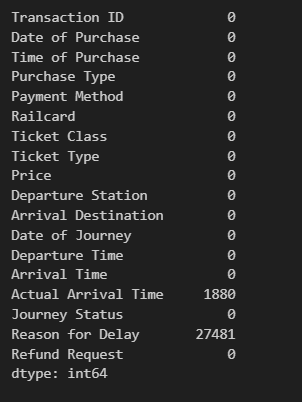 Transaction ID 0
Date of Purchase 0
Time of Purchase 0
Purchase Type 0
Payment Method 0
Railcard 0
Ticket Class 0
Ticket Type 0
Price 0
Departure Station 0
Arrival Destination 0
Date of Journey 0
Departure Time 0
Arrival Time 0
Actual Arrival Time 1880
Journey Status 0
Reason for Delay 27481
Refund Request 0
dtype: int64